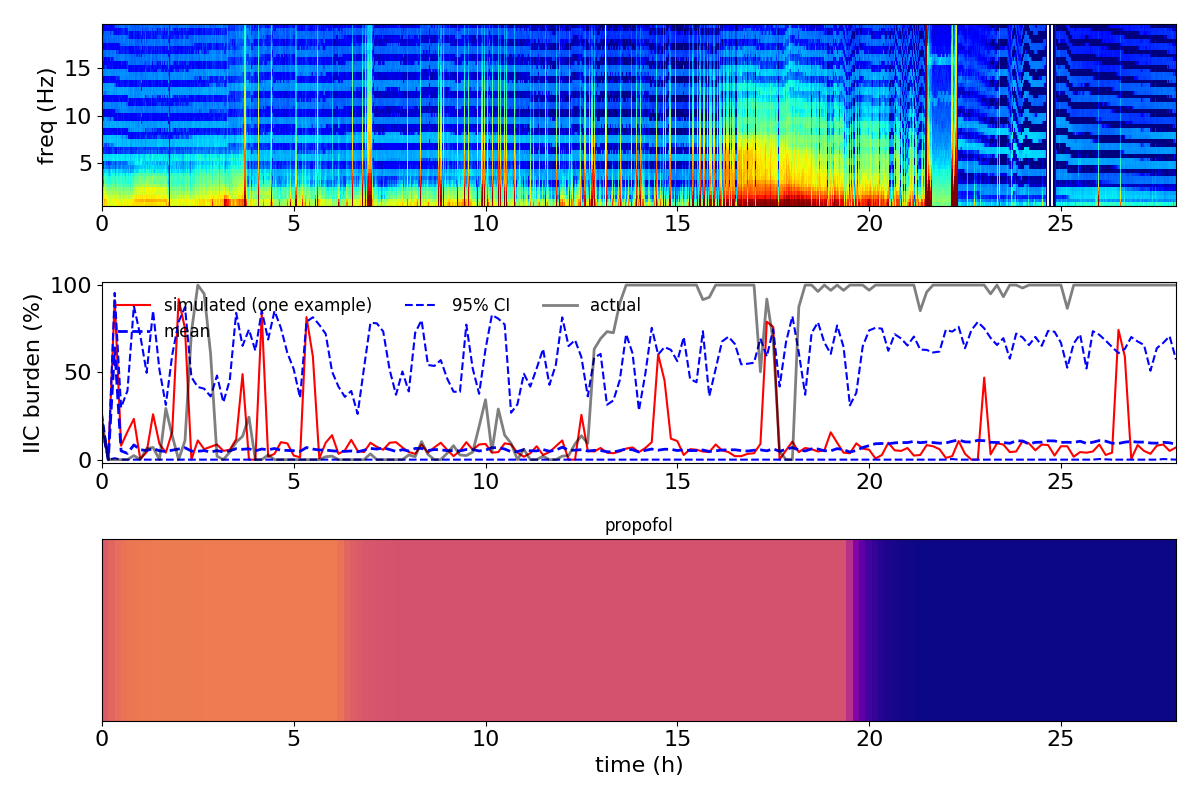 freq (Hz)
15
10
5
0 5 10 15 20 25
IIC burden (%)
100
50
0
simulated (one example) 95% CI actual
mean
0 5 10 15 20 25
propofol
0 5 10 15 20 25
time (h)